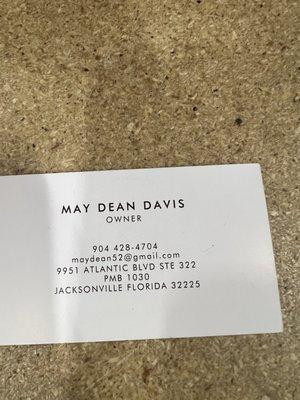 MAY DEAN DAVIS
OWNER
904 428-4704
maydean52@gmail.com
9951 ATLANTIC BLVD STE 322
PMB 1030
JACKSONVILLE FLORIDA 32225